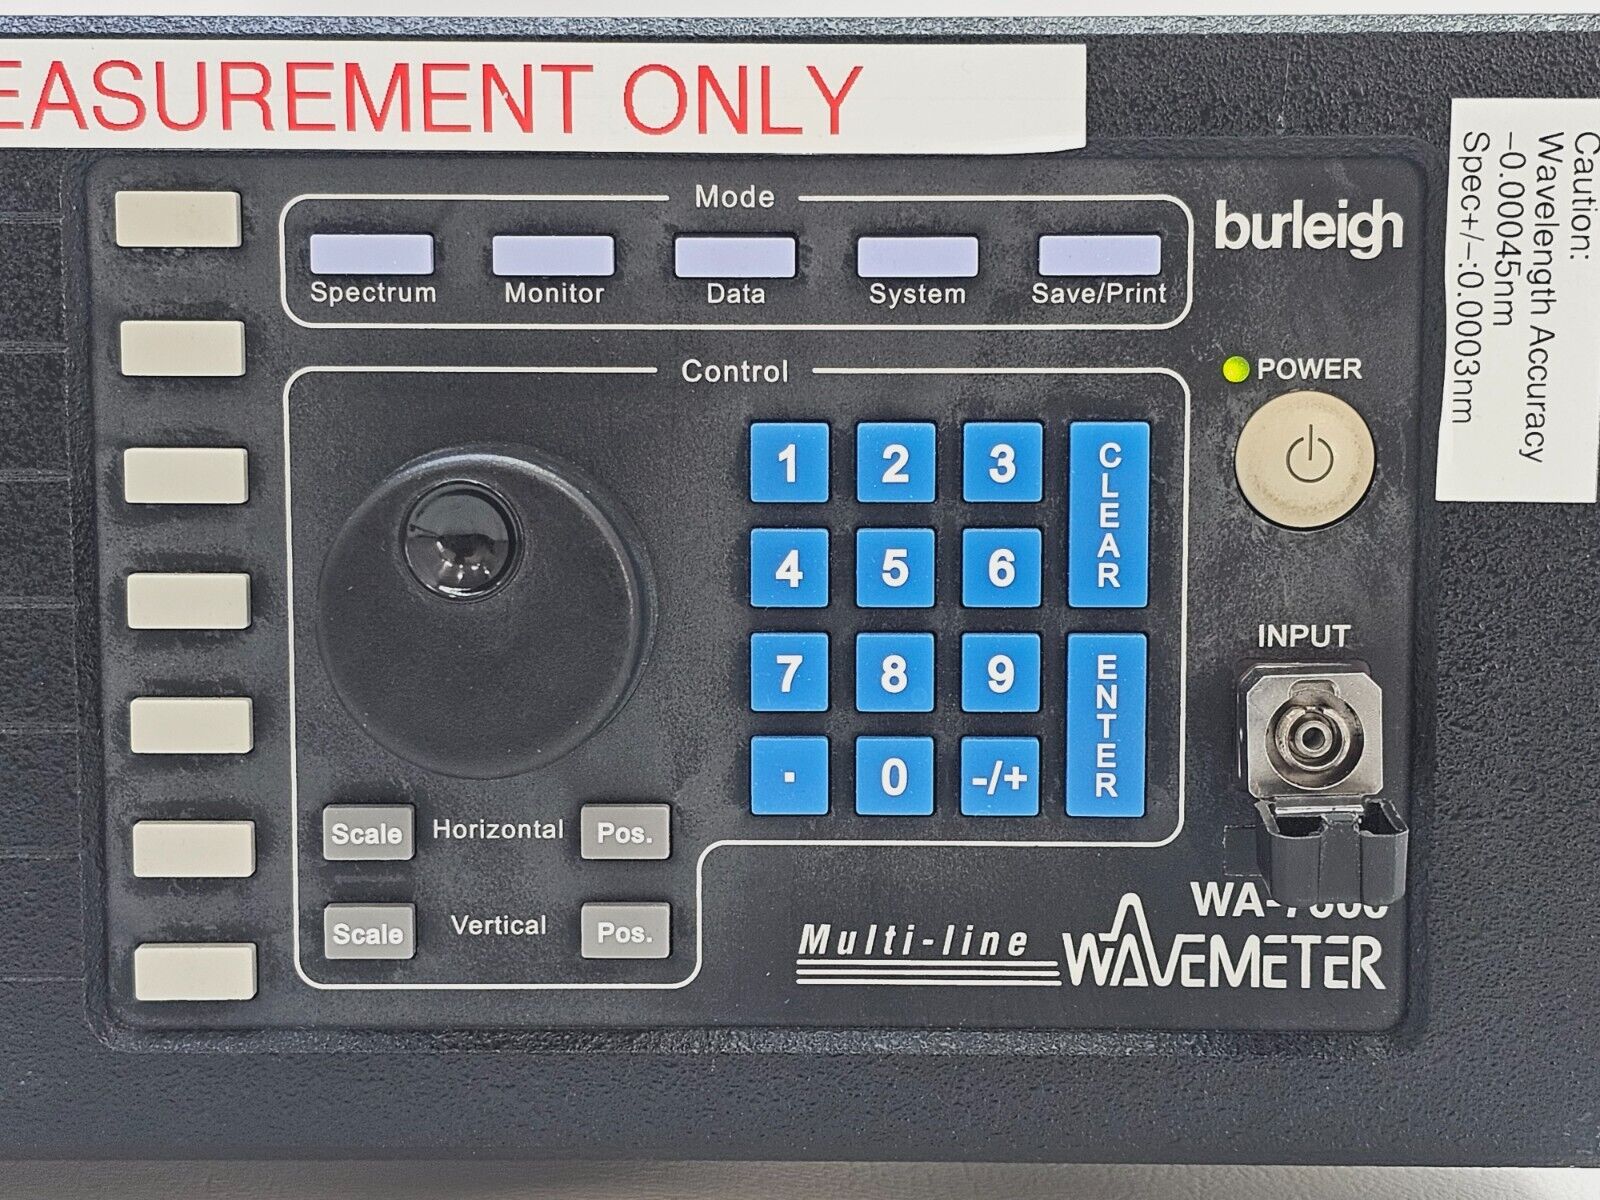 EASUREMENT ONLY
Mode
Spectrum Monitor Data System Save/Print
burleigh
Caution:
Wavelength Accuracy
-0.00045nm
Spec+/-:0.0003nm
Control
POWER
1 2 3 CLEAR
4 5 6
INPUT
7 8 9 ENTER
. 0 -/+
Scale Horizontal Pos.
Scale Vertical Pos.
Multi-line WAVEMETER